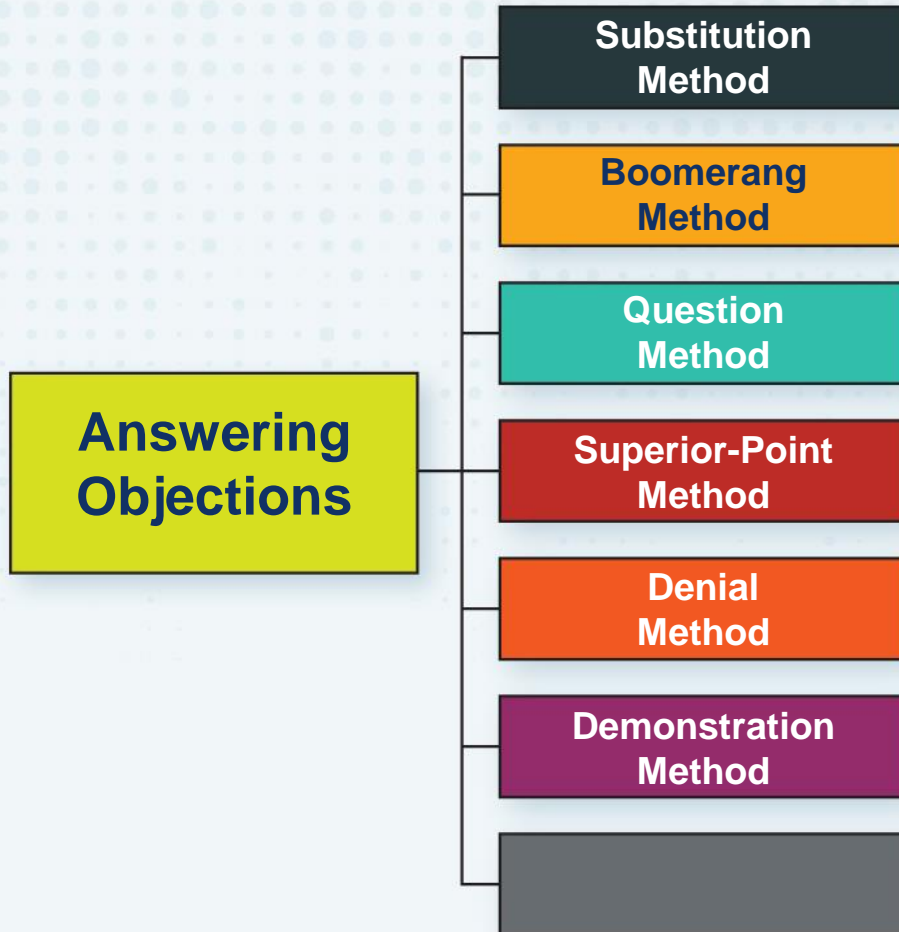 Substitution
Method
Boomerang
Method
Question
Method
Answering
Objections
Superior-Point
Method
Denial
Method
Demonstration
Method